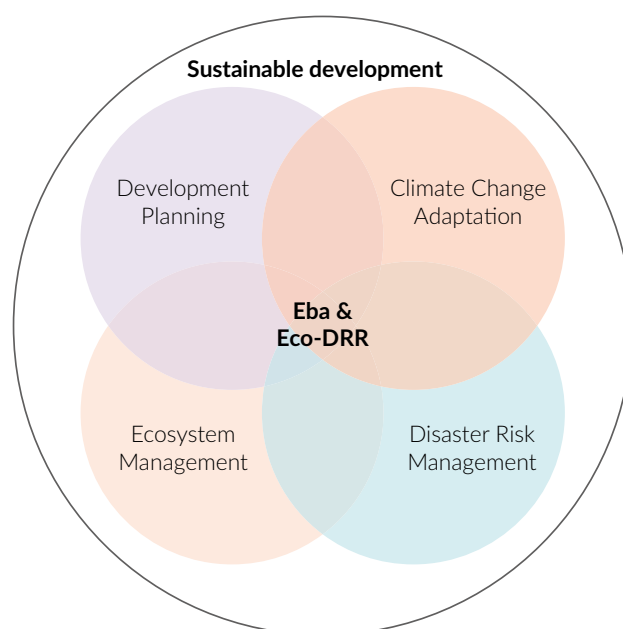 Sustainable development
Development
Planning
Climate Change
Adaptation
Eba &
Eco-DRR
Ecosystem
Management
Disaster Risk
Management